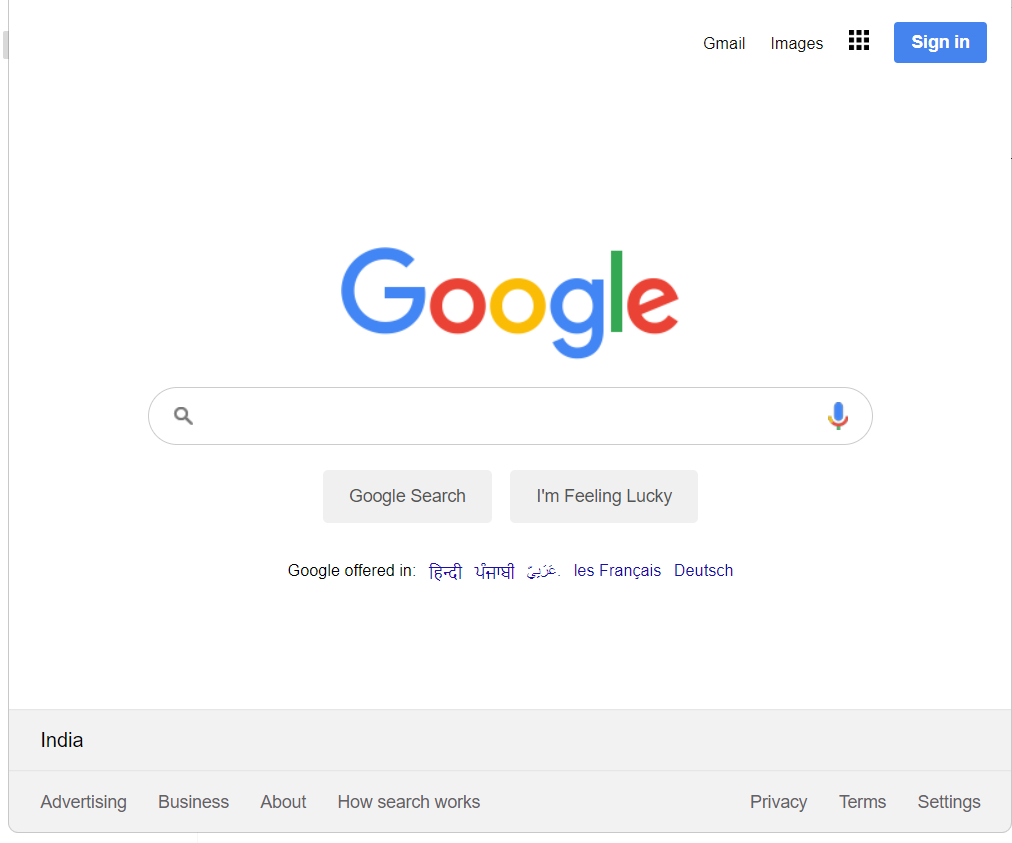 Gmail Images Sign in
Google
Google Search I'm Feeling Lucky
Google offered in: हिन्दी ਪੰਜਾਬੀ عَرَبِيّ. les Français Deutsch
India
Advertising Business About How search works Privacy Terms Settings